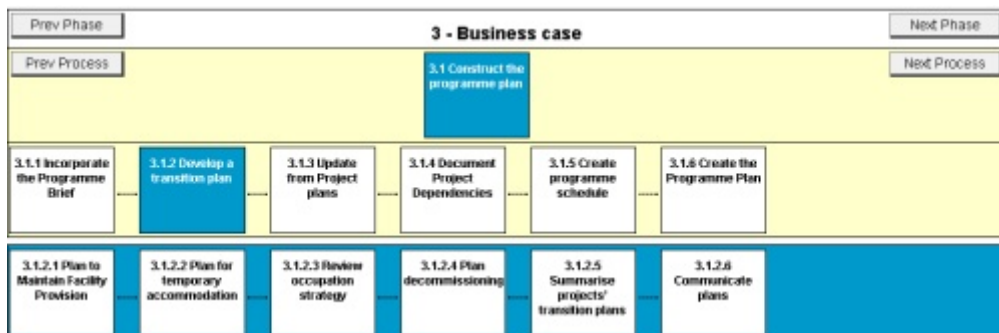 Prev Phase
3 - Business case
Next Phase
Prev Process
3.1 Construct the
programme plan
Next Process
3.1.1 Incorporate
the Programme
Brief
3.1.2 Develop a
transition plan
3.1.3 Update
from Project
plans
3.1.4 Document
Project
Dependencies
3.1.5 Create
programme
schedule
3.1.6 Create the
Programme Plan
3.1.2.1 Plan to
Maintain Facility
Provision
3.1.2.2 Plan for
temporary
accommodation
3.1.2.3 Review
occupation
strategy
3.1.2.4 Plan
decommissioning
3.1.2.5
Summarise
projects'
transition plans
3.1.2.6
Communicate
plans